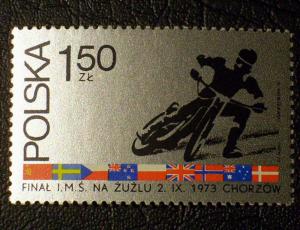 POLSKA
1.50
ZŁ
FINAŁ I.M.Ś. NA ŻUŻLU 2. IX. 1973 CHORZÓW